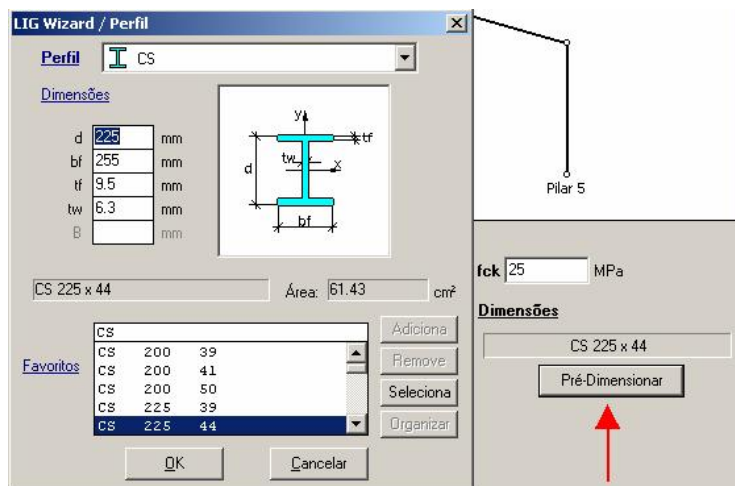 LIG Wizard / Perfil
Perfil
CS
Dimensões
d 225 mm
bf 255 mm
tf 9.5 mm
tw 6.3 mm
B mm
y
tf
tw
x
d
bf
CS 225 x 44
Área: 61.43 cm²
Favoritos
CS
CS 200 39
CS 200 41
CS 200 50
CS 225 39
CS 225 44
Adiciona
Remove
Seleciona
Organizar
OK
Cancelar
Pilar 5
fck 25 MPa
Dimensões
CS 225 x 44
Pré-Dimensionar